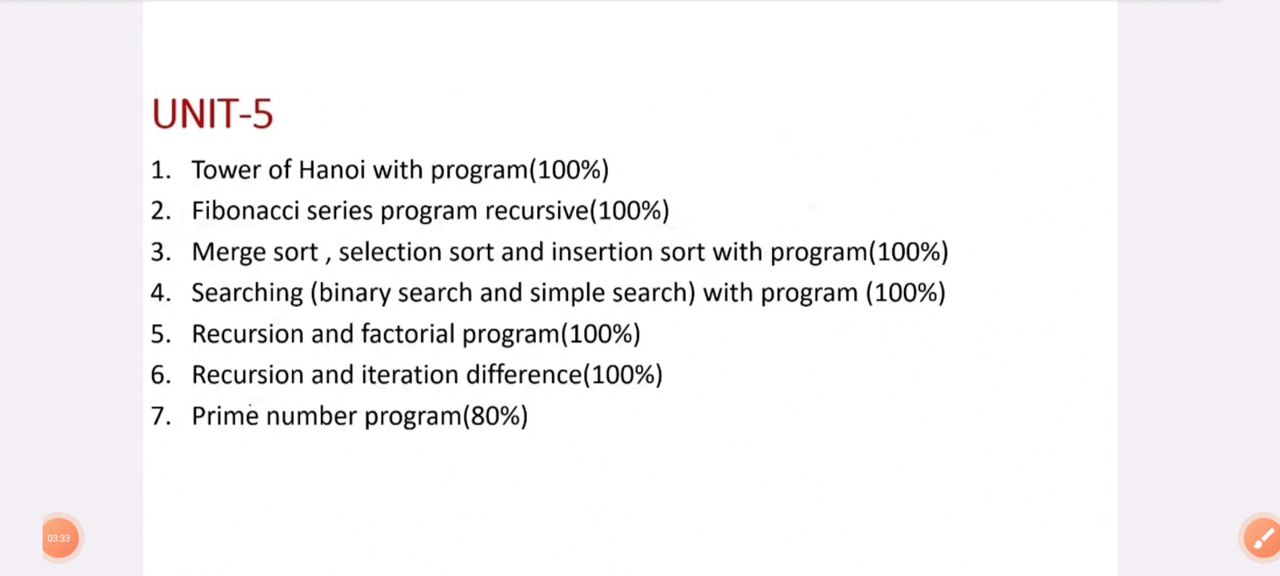 UNIT-5
1. Tower of Hanoi with program(100%)
2. Fibonacci series program recursive(100%)
3. Merge sort , selection sort and insertion sort with program(100%)
4. Searching (binary search and simple search) with program (100%)
5. Recursion and factorial program(100%)
6. Recursion and iteration difference(100%)
7. Prime number program(80%)
03:33